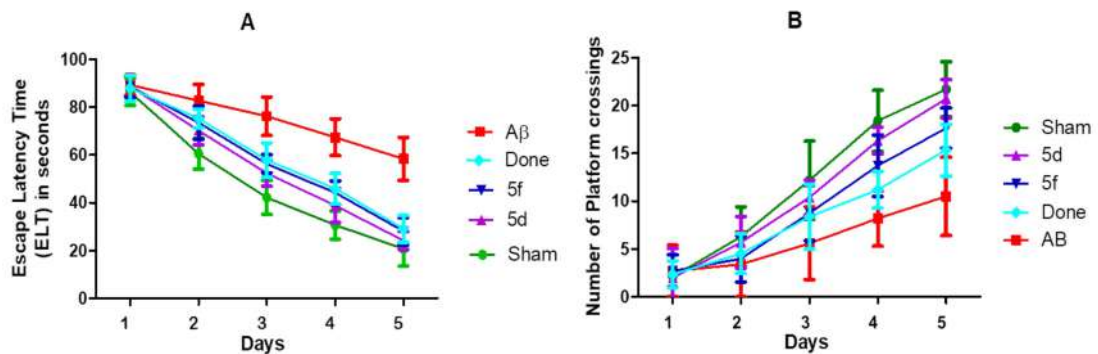 A
Escape Latency Time
(ELT) in seconds
100
80
60
40
20
0
1 2 3 4 5
Days
Aβ
Done
5f
5d
Sham
B
Number of Platform crossings
25
20
15
10
5
0
1 2 3 4 5
Days
Sham
5d
5f
Done
AB